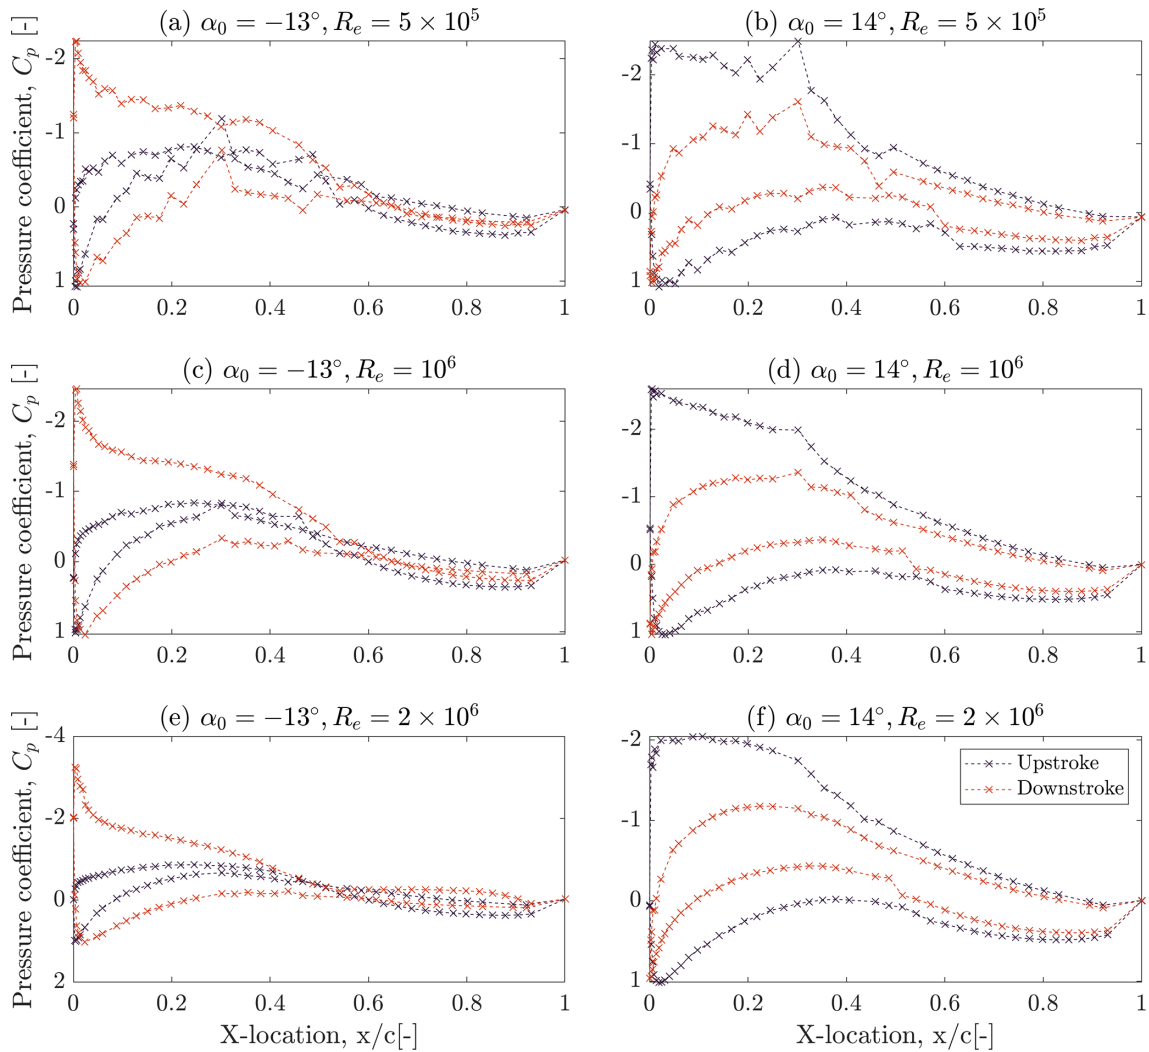 (a) α₀ = −13°, Rₑ = 5 × 10⁵
Pressure coefficient, Cₚ [-]
-2
-1
0
1
0 0.2 0.4 0.6 0.8 1
(b) α₀ = 14°, Rₑ = 5 × 10⁵
-2
-1
0
1
0 0.2 0.4 0.6 0.8 1
(c) α₀ = −13°, Rₑ = 10⁶
Pressure coefficient, Cₚ [-]
-2
-1
0
1
0 0.2 0.4 0.6 0.8 1
(d) α₀ = 14°, Rₑ = 10⁶
-2
-1
0
1
0 0.2 0.4 0.6 0.8 1
(e) α₀ = −13°, Rₑ = 2 × 10⁶
Pressure coefficient, Cₚ [-]
-4
-2
0
2
0 0.2 0.4 0.6 0.8 1
X-location, x/c[-]
(f) α₀ = 14°, Rₑ = 2 × 10⁶
Upstroke
Downstroke
-2
-1
0
1
0 0.2 0.4 0.6 0.8 1
X-location, x/c[-]